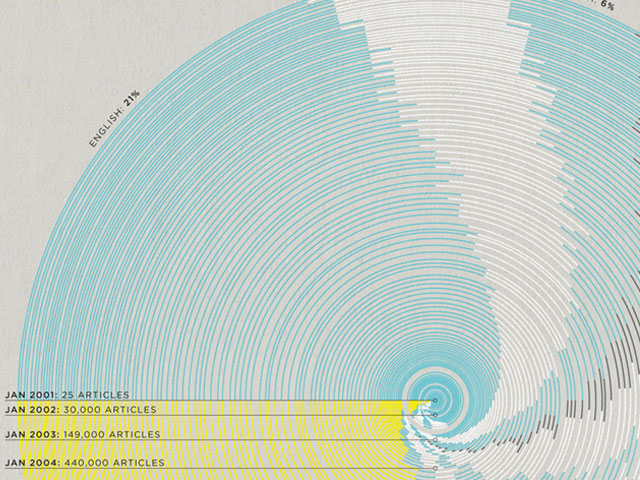 6%
ENGLISH: 21%
JAN 2001: 25 ARTICLES
JAN 2002: 30,000 ARTICLES
JAN 2003: 149,000 ARTICLES
JAN 2004: 440,000 ARTICLES